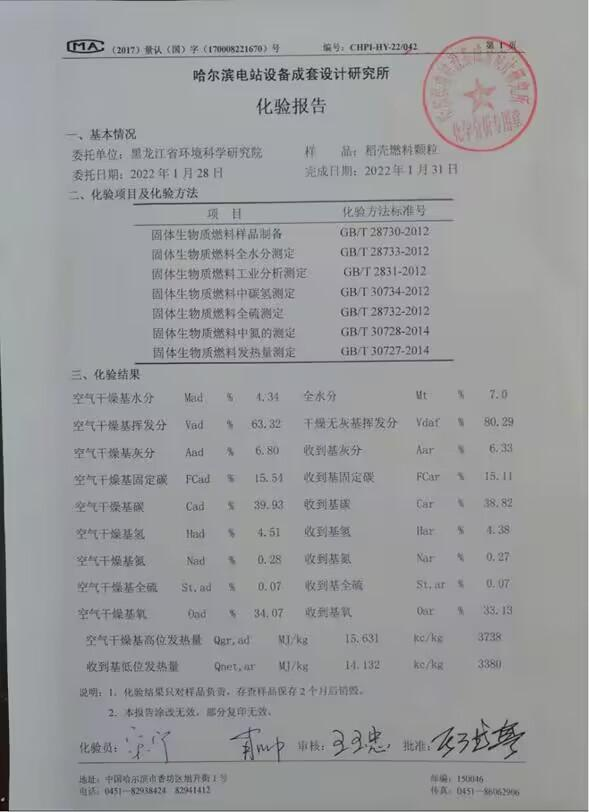 CMA (2017)量认(国)字(170008221670)号 编号:CHPI-HY-22/042 第 1 页
哈尔滨电站设备成套设计研究所
化验报告
一、基本情况
委托单位:黑龙江省环境科学研究院 样 品:稻壳燃料颗粒
委托日期:2022 年 1 月 28 日 完成日期:2022 年 1 月 31 日
二、化验项目及化验方法
项 目 化验方法标准号
固体生物质燃料样品制备 GB/T 28730-2012
固体生物质燃料全水分测定 GB/T 28733-2012
固体生物质燃料工业分析测定 GB/T 2831-2012
固体生物质燃料中碳氢测定 GB/T 30734-2012
固体生物质燃料全硫测定 GB/T 28732-2012
固体生物质燃料中氮的测定 GB/T 30728-2014
固体生物质燃料发热量测定 GB/T 30727-2014
三、化验结果
空气干燥基水分 Mad % 4.34 全水分 Mt % 7.0
空气干燥基挥发分 Vad % 63.32 干燥无灰基挥发分 Vdaf % 80.29
空气干燥基灰分 Aad % 6.80 收到基灰分 Aar % 6.33
空气干燥基固定碳 FCad % 15.54 收到基固定碳 FCar % 15.11
空气干燥基碳 Cad % 39.93 收到基碳 Car % 38.82
空气干燥基氢 Had % 4.51 收到基氢 Har % 4.38
空气干燥基氮 Nad % 0.28 收到基氮 Nar % 0.27
空气干燥基全硫 St,ad % 0.07 收到基全硫 St,ar % 0.07
空气干燥基氧 Oad % 34.07 收到基氧 Oar % 33.13
空气干燥基高位发热量 Qgr,ad MJ/kg 15.631 kc/kg 3738
收到基低位发热量 Qnet,ar MJ/kg 14.132 kc/kg 3380
说明:1、化验结果只对样品负责,存查样品保存 2 个月后销毁。
2、本报告涂改无效,部分复印无效。
化验员: 审核:王玉忠 批准:
地址:中国哈尔滨市香坊区旭升街 1 号 邮编:150046
电话:0451-82938424 82941412 传真:0451-86062906